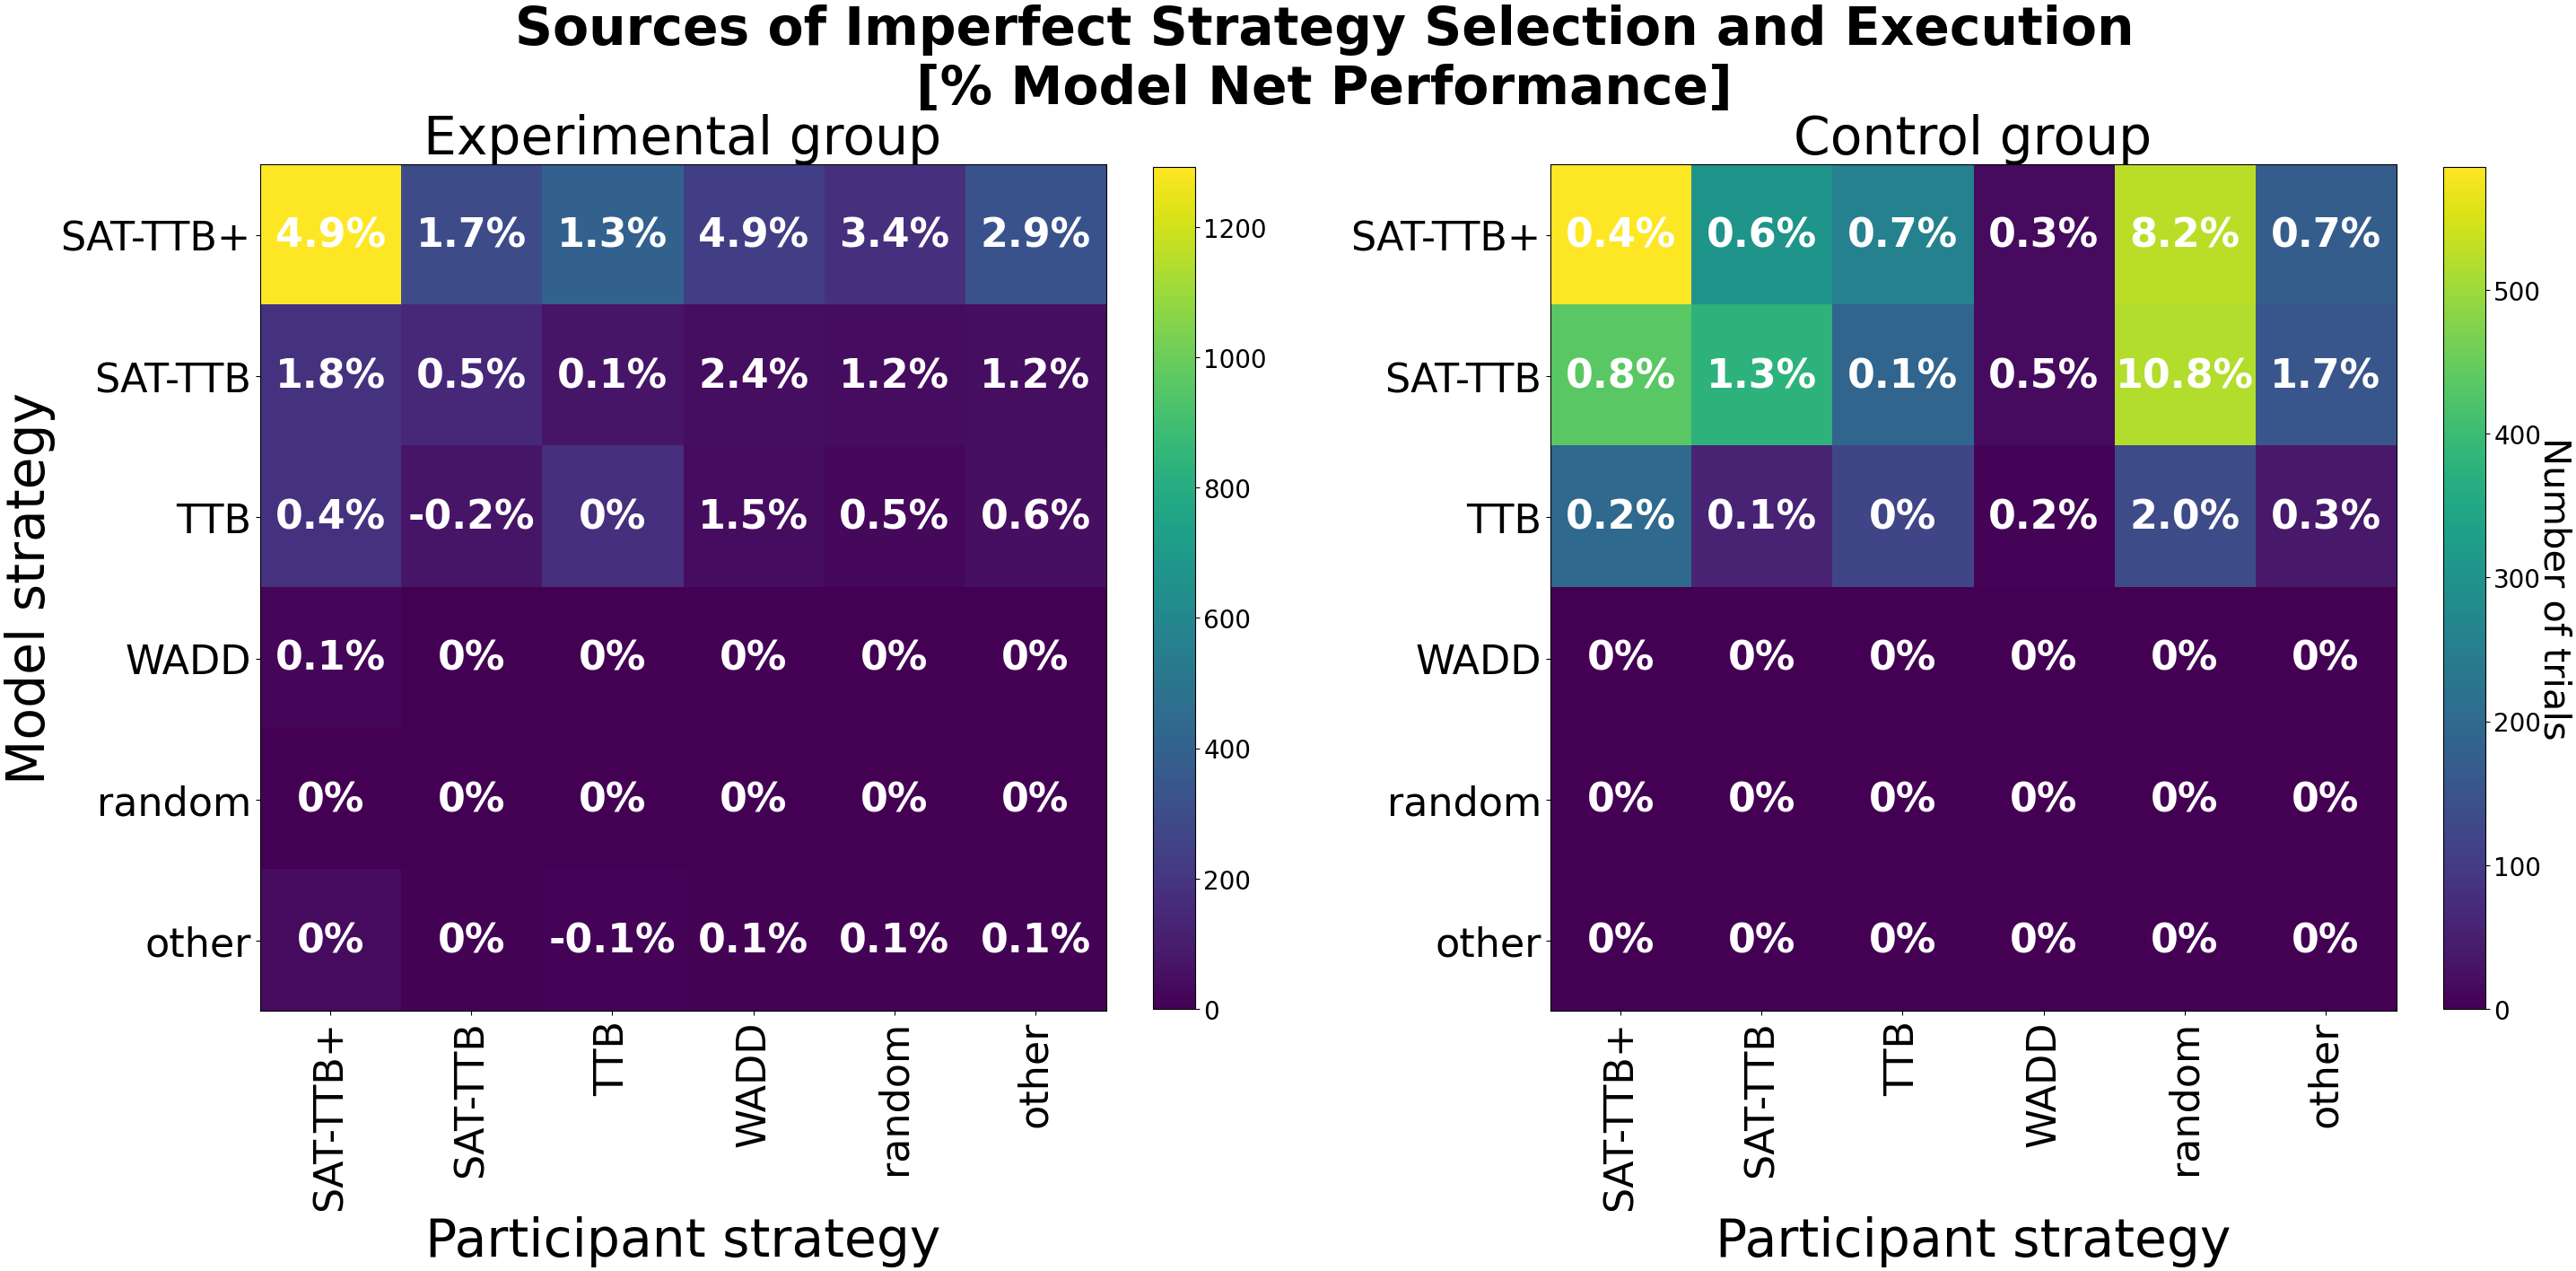 Sources of Imperfect Strategy Selection and Execution
[% Model Net Performance]
Experimental group
Model strategy
SAT-TTB+ 4.9% 1.7% 1.3% 4.9% 3.4% 2.9%
SAT-TTB 1.8% 0.5% 0.1% 2.4% 1.2% 1.2%
TTB 0.4% -0.2% 0% 1.5% 0.5% 0.6%
WADD 0.1% 0% 0% 0% 0% 0%
random 0% 0% 0% 0% 0% 0%
other 0% 0% -0.1% 0.1% 0.1% 0.1%
SAT-TTB+ SAT-TTB TTB WADD random other
Participant strategy
1200
1000
800
600
400
200
0
Control group
SAT-TTB+ 0.4% 0.6% 0.7% 0.3% 8.2% 0.7%
SAT-TTB 0.8% 1.3% 0.1% 0.5% 10.8% 1.7%
TTB 0.2% 0.1% 0% 0.2% 2.0% 0.3%
WADD 0% 0% 0% 0% 0% 0%
random 0% 0% 0% 0% 0% 0%
other 0% 0% 0% 0% 0% 0%
SAT-TTB+ SAT-TTB TTB WADD random other
Participant strategy
500
400
300
200
100
0
Number of trials